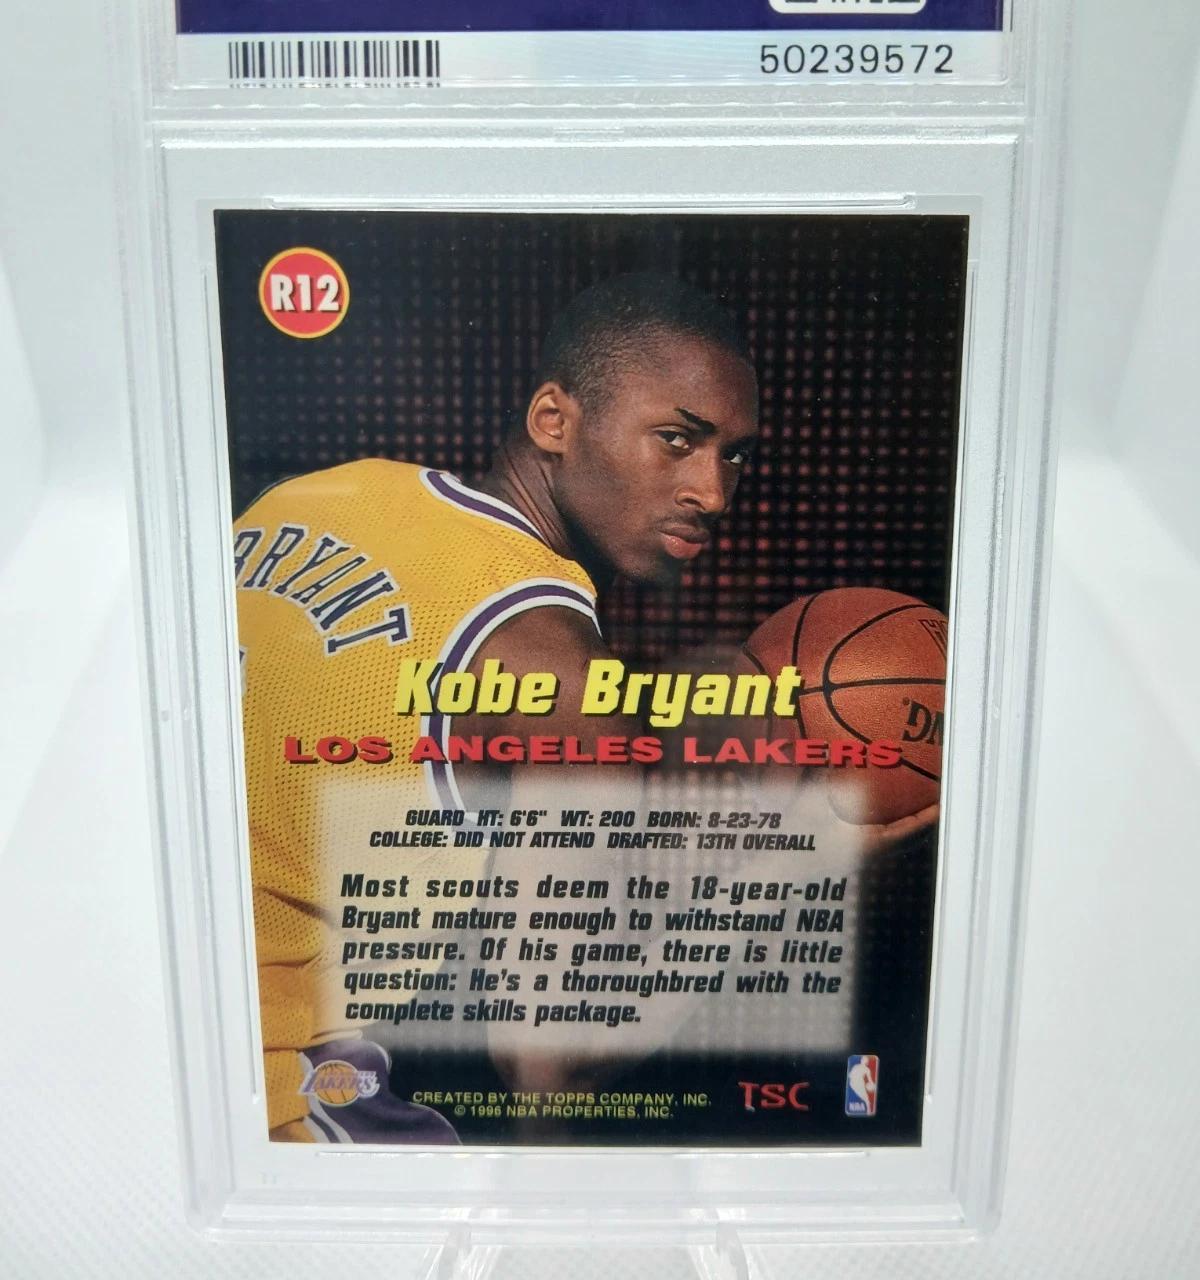 50239572
R12
BRYANT
Kobe Bryant
LOS ANGELES LAKERS
GUARD HT: 6'6" WT: 200 BORN: 8-23-78
COLLEGE: DID NOT ATTEND DRAFTED: 13TH OVERALL
Most scouts deem the 18-year-old
Bryant mature enough to withstand NBA
pressure. Of his game, there is little
question: He's a thoroughbred with the
complete skills package.
LAKERS
CREATED BY THE TOPPS COMPANY, INC.
© 1996 NBA PROPERTIES, INC.
TSC
NBA